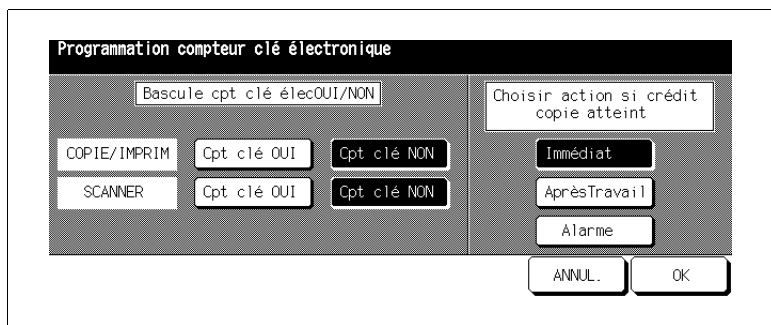 Programmation compteur clé électronique
Bascule cpt clé élecOUI/NON
Choisir action si crédit
copie atteint
COPIE/IMPRIM Cpt clé OUI Cpt clé NON Immédiat
SCANNER Cpt clé OUI Cpt clé NON AprèsTravail
Alarme
ANNUL. OK